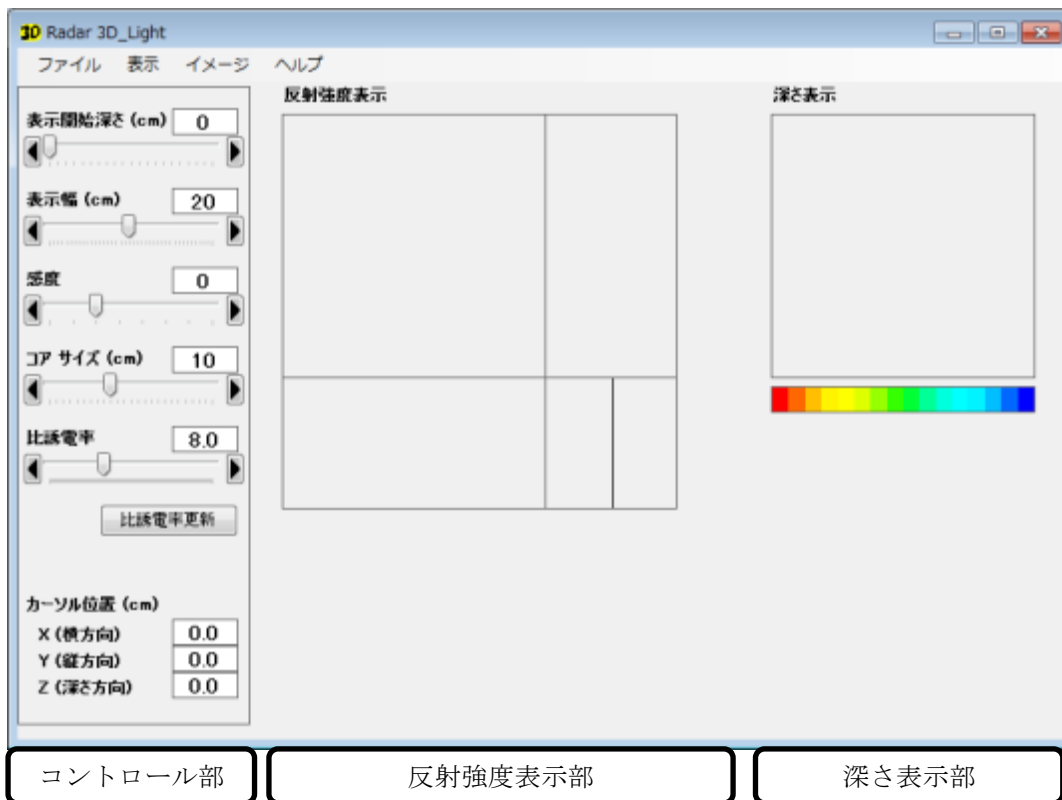 3D Radar 3D_Light
ファイル 表示 イメージ ヘルプ
表示開始深さ (cm) 0
表示幅 (cm) 20
感度 0
コア サイズ (cm) 10
比誘電率 8.0
比誘電率更新
カーソル位置 (cm)
X (横方向) 0.0
Y (縦方向) 0.0
Z (深さ方向) 0.0
反射強度表示
深さ表示
コントロール部
反射強度表示部
深さ表示部